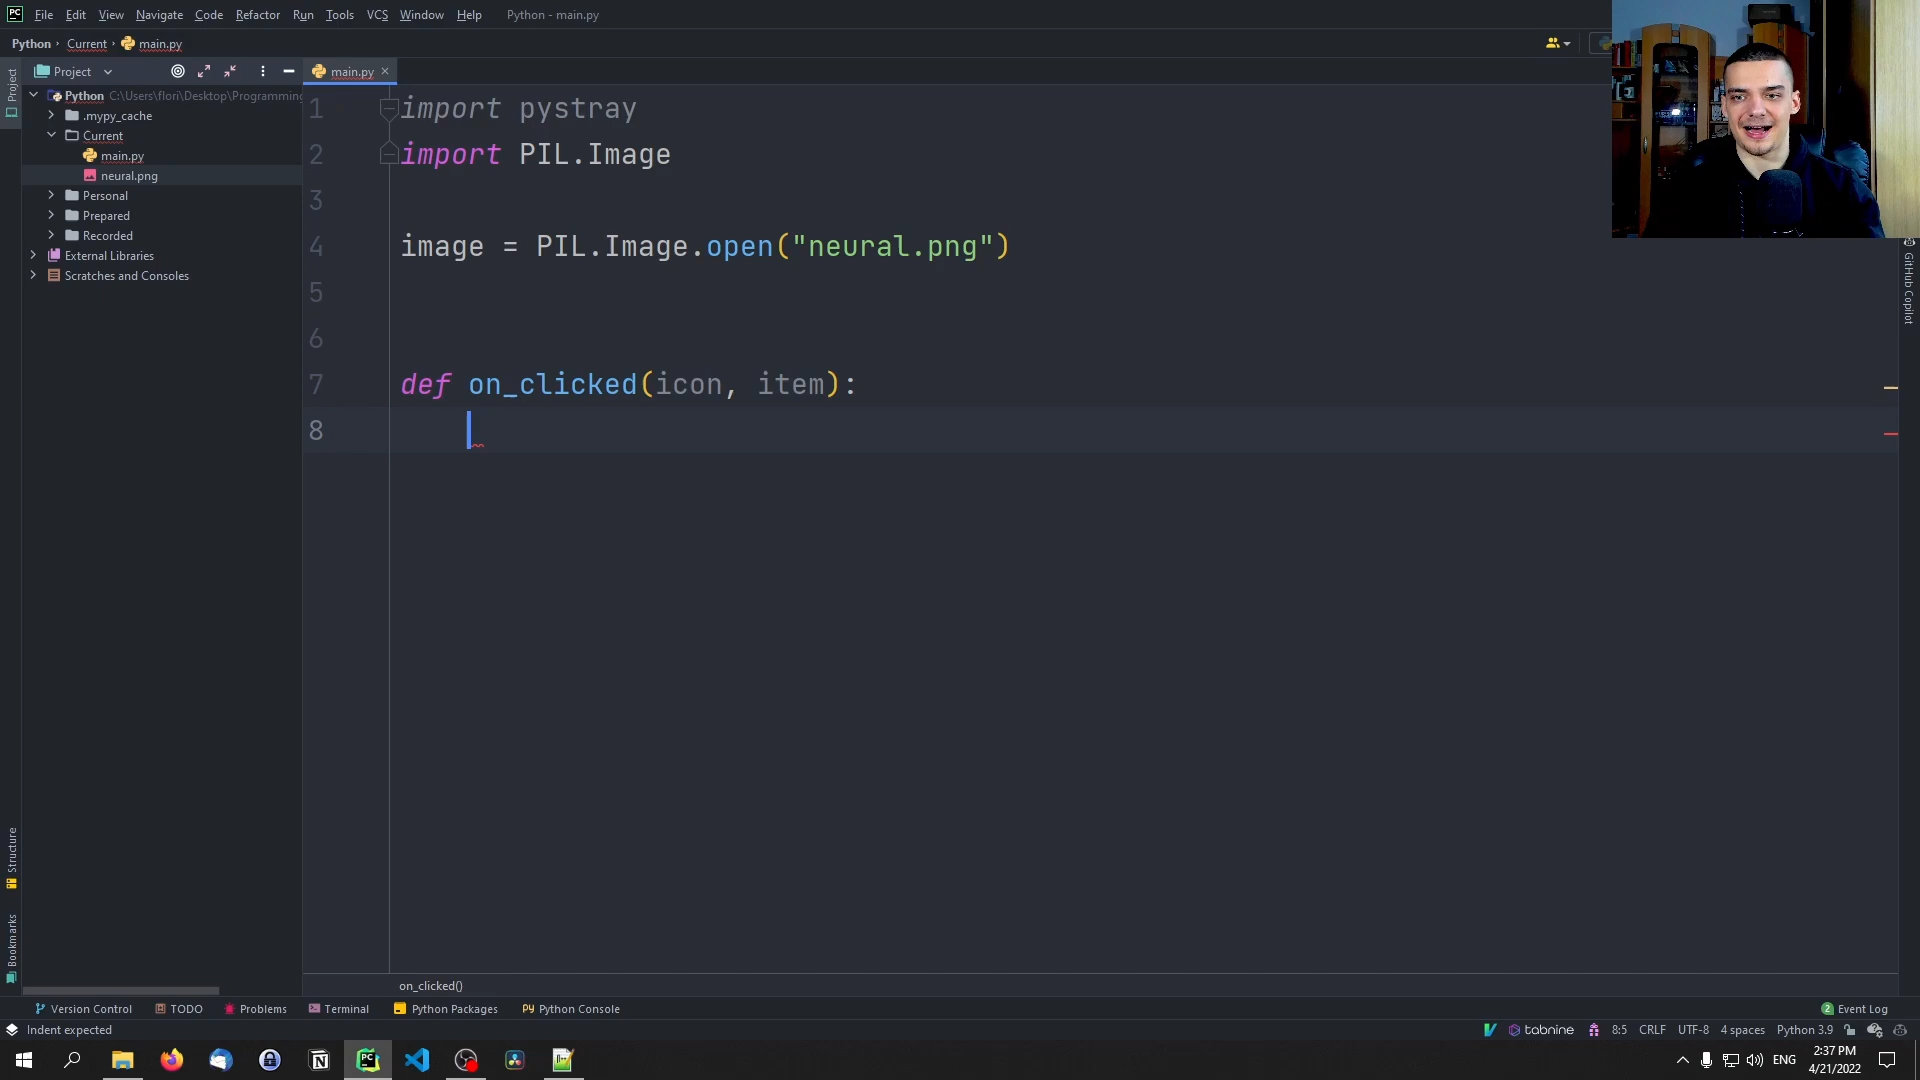 PC File Edit View Navigate Code Refactor Run Tools VCS Window Help Python - main.py
Python › Current › main.py
Project
main.py
Python C:\Users\flori\Desktop\Programming
.mypy_cache
Current
main.py
neural.png
Personal
Prepared
Recorded
External Libraries
Scratches and Consoles
Project
Structure
Bookmarks
1 import pystray
2 import PIL.Image
3
4 image = PIL.Image.open("neural.png")
5
6
7 def on_clicked(icon, item):
8
GitHub Copilot
on_clicked()
Version Control TODO Problems Terminal Python Packages Python Console 2 Event Log
Indent expected tabnine 8:5 CRLF UTF-8 4 spaces Python 3.9
ENG 2:37 PM
4/21/2022